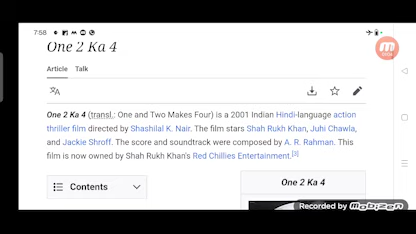 7:58
One 2 Ka 4
Article Talk
One 2 Ka 4 (transl.: One and Two Makes Four) is a 2001 Indian Hindi-language action
thriller film directed by Shashilal K. Nair. The film stars Shah Rukh Khan, Juhi Chawla,
and Jackie Shroff. The score and soundtrack were composed by A. R. Rahman. This
film is now owned by Shah Rukh Khan's Red Chillies Entertainment.[3]
Contents
One 2 Ka 4
Recorded by Mobizen